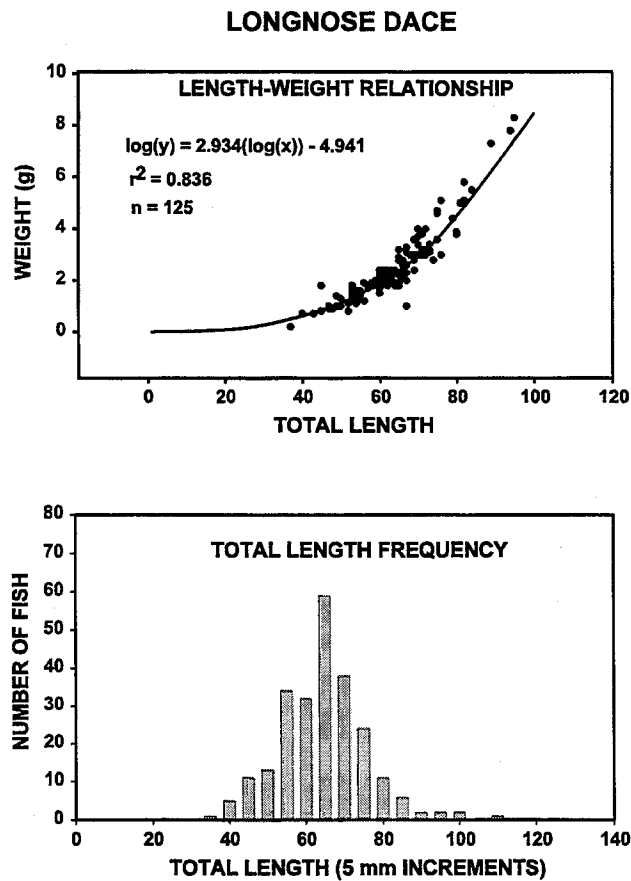 LONGNOSE DACE
LENGTH-WEIGHT RELATIONSHIP
log(y) = 2.934(log(x)) - 4.941
r² = 0.836
n = 125
WEIGHT (g)
10
8
6
4
2
0
0 20 40 60 80 100 120
TOTAL LENGTH
TOTAL LENGTH FREQUENCY
NUMBER OF FISH
80
70
60
50
40
30
20
10
0
0 20 40 60 80 100 120 140
TOTAL LENGTH (5 mm INCREMENTS)